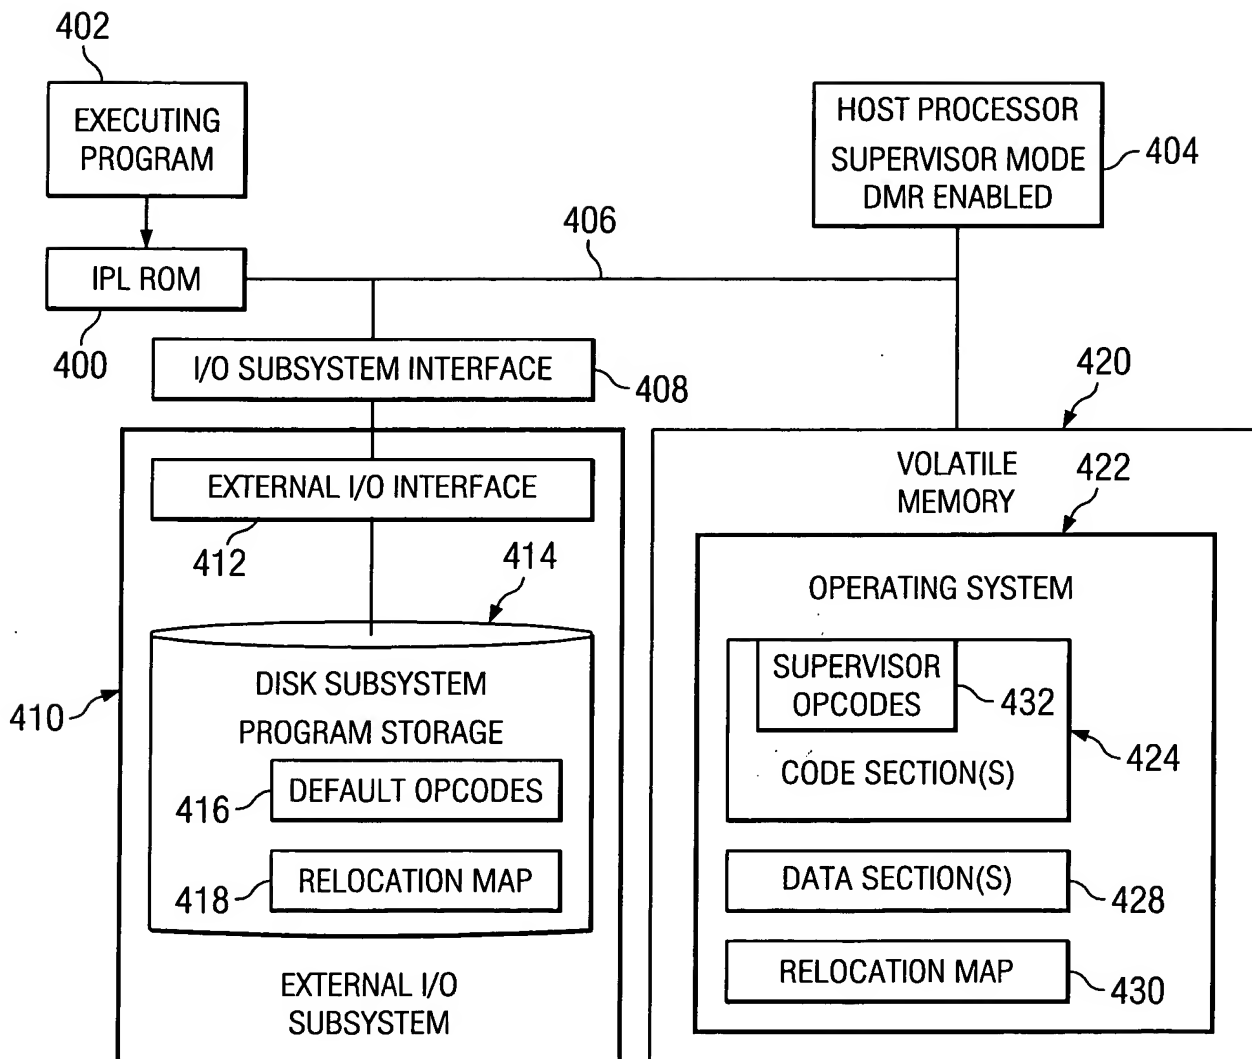 402
EXECUTING
PROGRAM
HOST PROCESSOR
SUPERVISOR MODE
DMR ENABLED
404
406
IPL ROM
400
I/O SUBSYSTEM INTERFACE
408
420
EXTERNAL I/O INTERFACE
412
414
VOLATILE
MEMORY
422
410
DISK SUBSYSTEM
PROGRAM STORAGE
416
DEFAULT OPCODES
418
RELOCATION MAP
EXTERNAL I/O
SUBSYSTEM
OPERATING SYSTEM
SUPERVISOR
OPCODES
432
CODE SECTION(S)
424
DATA SECTION(S)
428
RELOCATION MAP
430